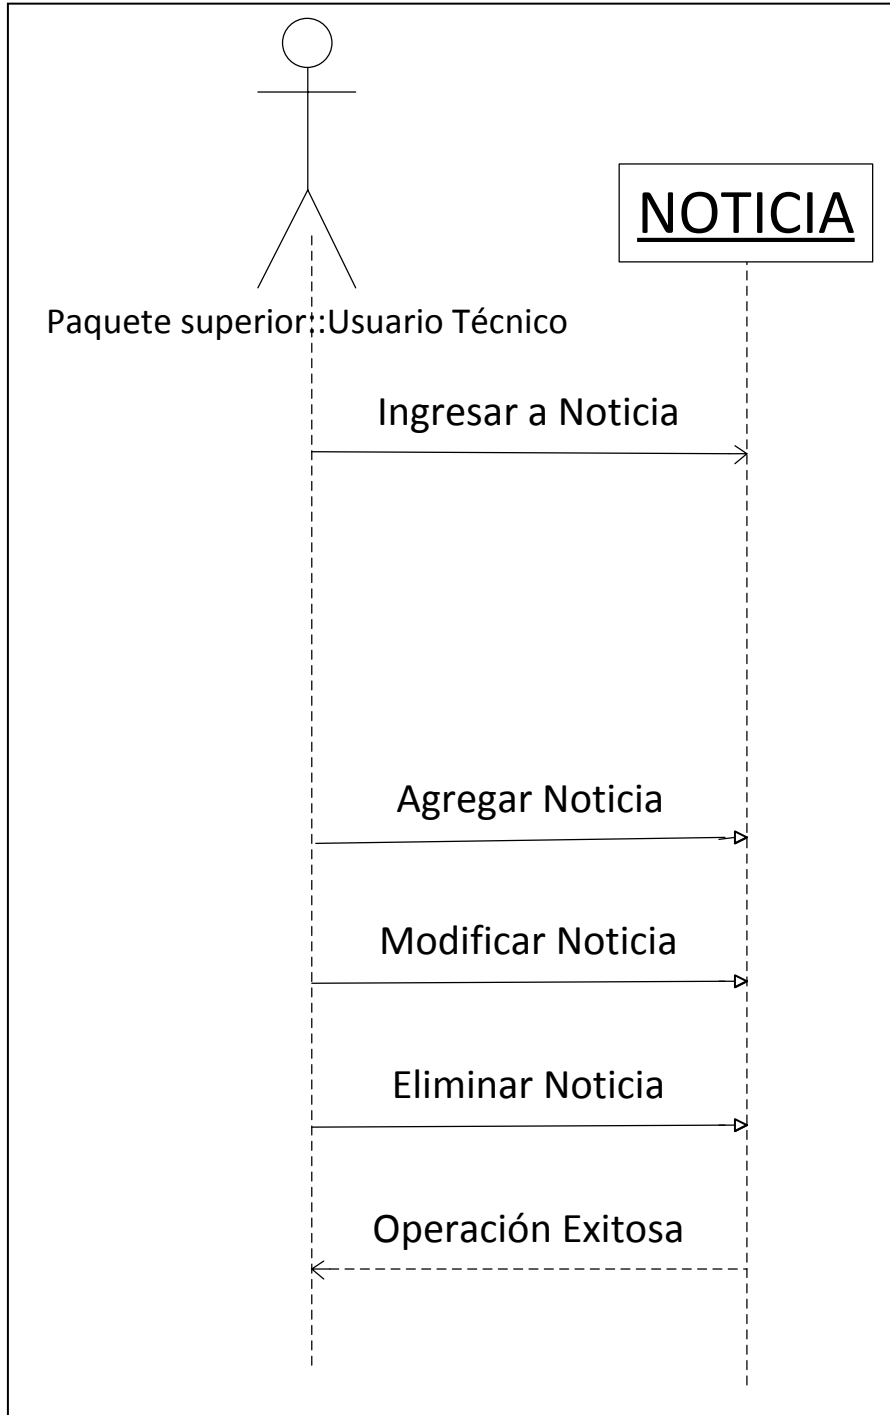 NOTICIA
Paquete superior::Usuario Técnico
Ingresar a Noticia
Agregar Noticia
Modificar Noticia
Eliminar Noticia
Operación Exitosa